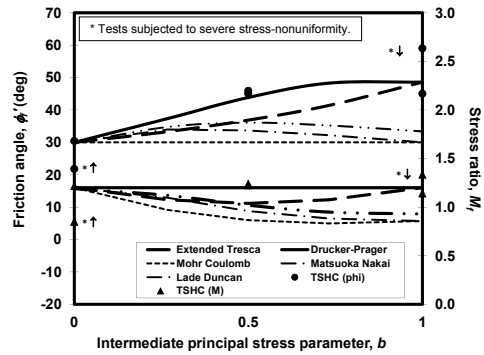 * Tests subjected to severe stress-nonuniformity.
70
60
50
40
30
20
10
0
-10
-20
3.0
2.5
2.0
1.5
1.0
0.5
0.0
Friction angle, ϕf' (deg)
Stress ratio, Mf
*↓
*↑
*↓
*↑
Extended Tresca
Drucker-Prager
Mohr Coulomb
Matsuoka Nakai
Lade Duncan
TSHC (phi)
TSHC (M)
0
0.5
1
Intermediate principal stress parameter, b